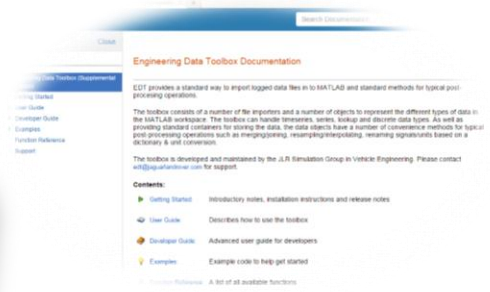 Search Documentation
Close
Engineering Data Toolbox (Supplemental
Getting Started
User Guide
Developer Guide
Examples
Function Reference
Support
Engineering Data Toolbox Documentation
EDT provides a standard way to import logged data files in to MATLAB and standard methods for typical post-
processing operations.
The toolbox consists of a number of file importers and a number of objects to represent the different types of data in
the MATLAB workspace. The toolbox can handle timeseries, series, lookup and discrete data types. As well as
providing standard containers for storing the data, the data objects have a number of convenience methods for typical
post-processing operations such as merging/joining, resampling/interpolating, renaming signals/units based on a
dictionary & unit conversion.
The toolbox is developed and maintained by the JLR Simulation Group in Vehicle Engineering. Please contact
edt@jaguarlandrover.com for support.
Contents:
Getting Started Introductory notes, installation instructions and release notes
User Guide Describes how to use the toolbox
Developer Guide Advanced user guide for developers
Examples Example code to help get started
Function Reference A list of all available functions